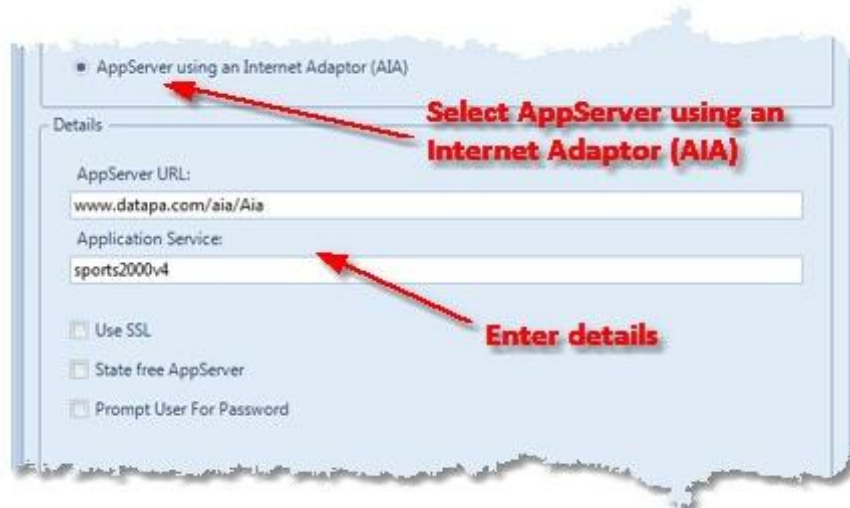 AppServer using an Internet Adaptor (AIA)
Select AppServer using an
Internet Adaptor (AIA)
Details
AppServer URL:
www.datapa.com/aia/Aia
Application Service:
sports2000v4
Use SSL
Enter details
State free AppServer
Prompt User For Password